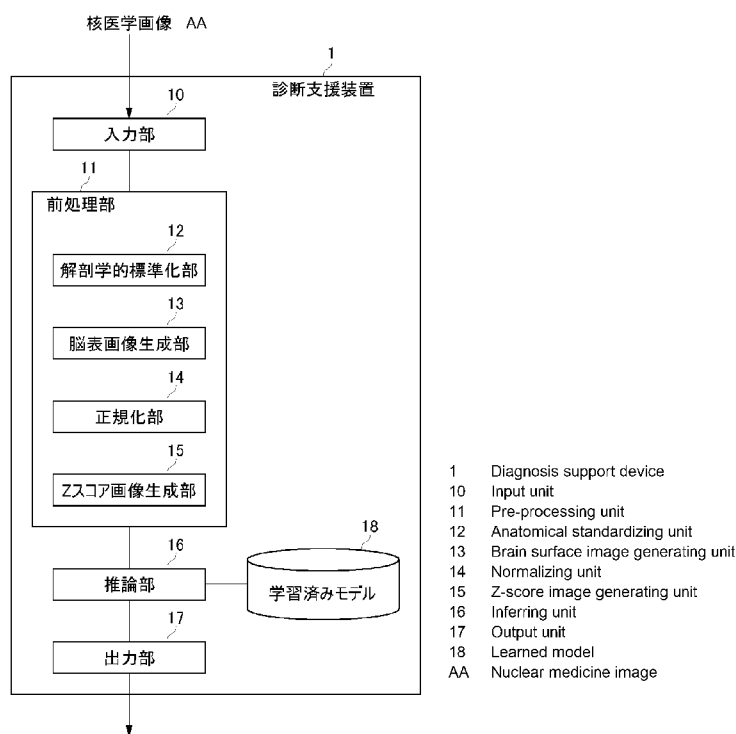 核医学画像 AA
1
診断支援装置
10
入力部
11
前処理部
12
解剖学的標準化部
13
脳表画像生成部
14
正規化部
15
Zスコア画像生成部
16
推論部
18
学習済みモデル
17
出力部
1 Diagnosis support device
10 Input unit
11 Pre-processing unit
12 Anatomical standardizing unit
13 Brain surface image generating unit
14 Normalizing unit
15 Z-score image generating unit
16 Inferring unit
17 Output unit
18 Learned model
AA Nuclear medicine image